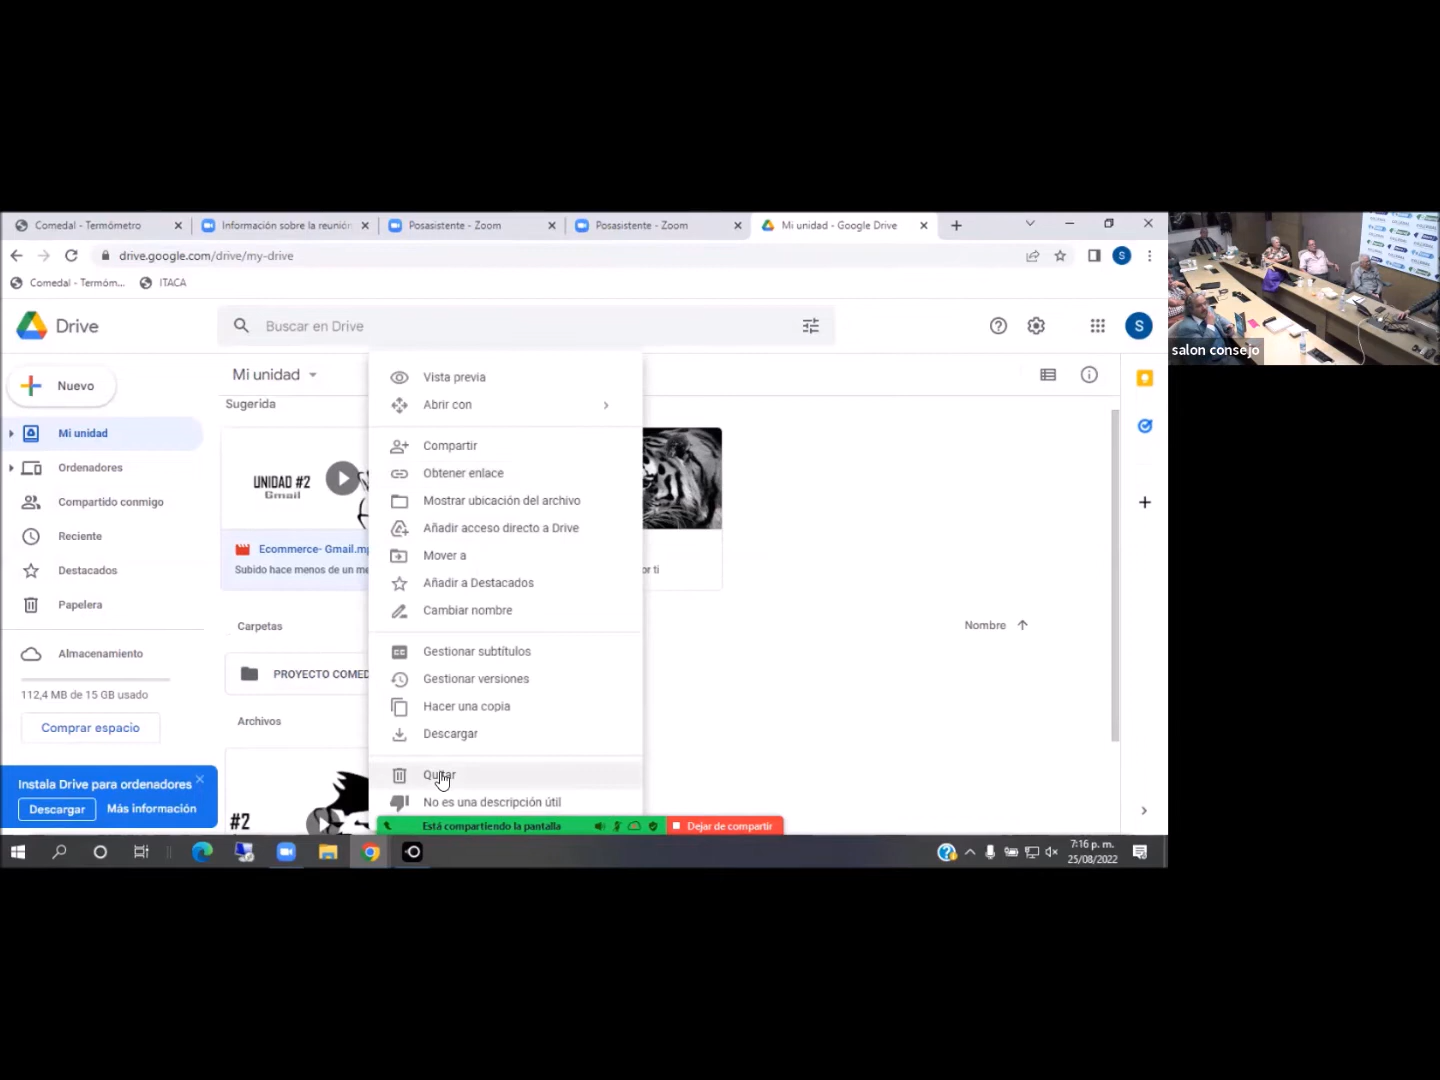 Comedal - Termómetro
Información sobre la reunión
Posasistente - Zoom
Posasistente - Zoom
Mi unidad - Google Drive
drive.google.com/drive/my-drive
S
Comedal - Termóm...
ITACA
Drive
Buscar en Drive
S
Nuevo
Mi unidad
Ordenadores
Compartido conmigo
Reciente
Destacados
Papelera
Almacenamiento
112,4 MB de 15 GB usado
Comprar espacio
Instala Drive para ordenadores
Descargar
Más información
Mi unidad
Sugerida
UNIDAD #2
Gmail
Ecommerce- Gmail.mp
Subido hace menos de un me
or ti
Carpetas
Nombre
PROYECTO COMED
Archivos
#2
Vista previa
Abrir con
Compartir
Obtener enlace
Mostrar ubicación del archivo
Añadir acceso directo a Drive
Mover a
Añadir a Destacados
Cambiar nombre
Gestionar subtítulos
Gestionar versiones
Hacer una copia
Descargar
Quitar
No es una descripción útil
Está compartiendo la pantalla
Dejar de compartir
7:16 p. m.
25/08/2022
salon consejo